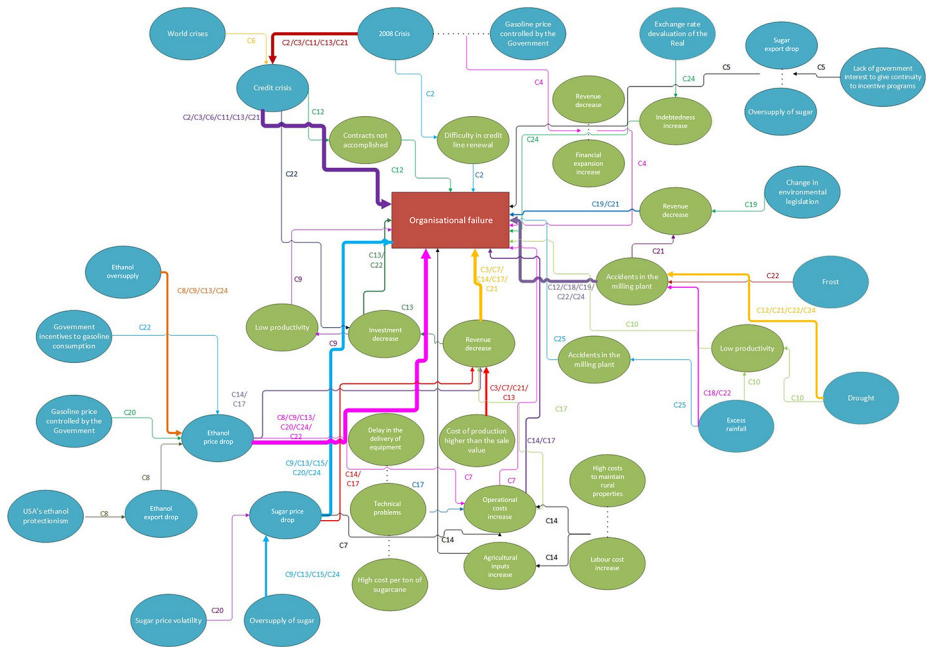 World crises
C6
C2/C3/C11/C13/C21
2008 Crisis
Gasoline price
controlled by the
Government
Exchange rate
devaluation of the
Real
Sugar
export drop
C5
C5
Lack of government
interest to give continuity
to incentive programs
Oversupply of sugar
Credit crisis
C2
C4
Revenue
decrease
C24
Indebtedness
increase
C2/C3/C6/C11/C13/C21
C12
Contracts not
accomplished
Difficulty in credit
line renewal
C24
Financial
expansion
increase
C4
C22
C12
C2
Change in
environmental
legislation
Organisational failure
C19/C21
Revenue
decrease
C19
C21
C13/
C22
C3/C7/
C14/C17/
C21
C12/C18/C19/
C22/C24
Accidents in the
milling plant
C22
Frost
Ethanol
oversupply
C8/C9/C13/C24
C9
C12/C21/C22/C24
Government
incentives to gasoline
consumption
C22
Low productivity
C9
C13
Investment
decrease
Revenue
decrease
C25
Accidents in the
milling plant
C10
Low productivity
C10
C10
Drought
C14/
C17
C3/C7/C21/
C13
C18/C22
C25
Excess
rainfall
Gasoline price
controlled by the
Government
C20
Ethanol
price drop
C8/C9/C13/
C20/C24/
C22
Delay in the
delivery of
equipment
Cost of production
higher than the sale
value
C17
C14/C17
C9/C13/C15/
C20/C24
C14/
C17
C17
C7
C7
High costs
to maintain
rural
properties
C8
USA's ethanol
protectionism
C8
Ethanol
export drop
Sugar price
drop
Technical
problems
Operational
costs
increase
C14
C7
C14
C14
Agricultural
inputs
increase
Labour cost
increase
C9/C13/C15/C24
High cost per ton of
sugarcane
Sugar price volatility
C20
Oversupply of sugar